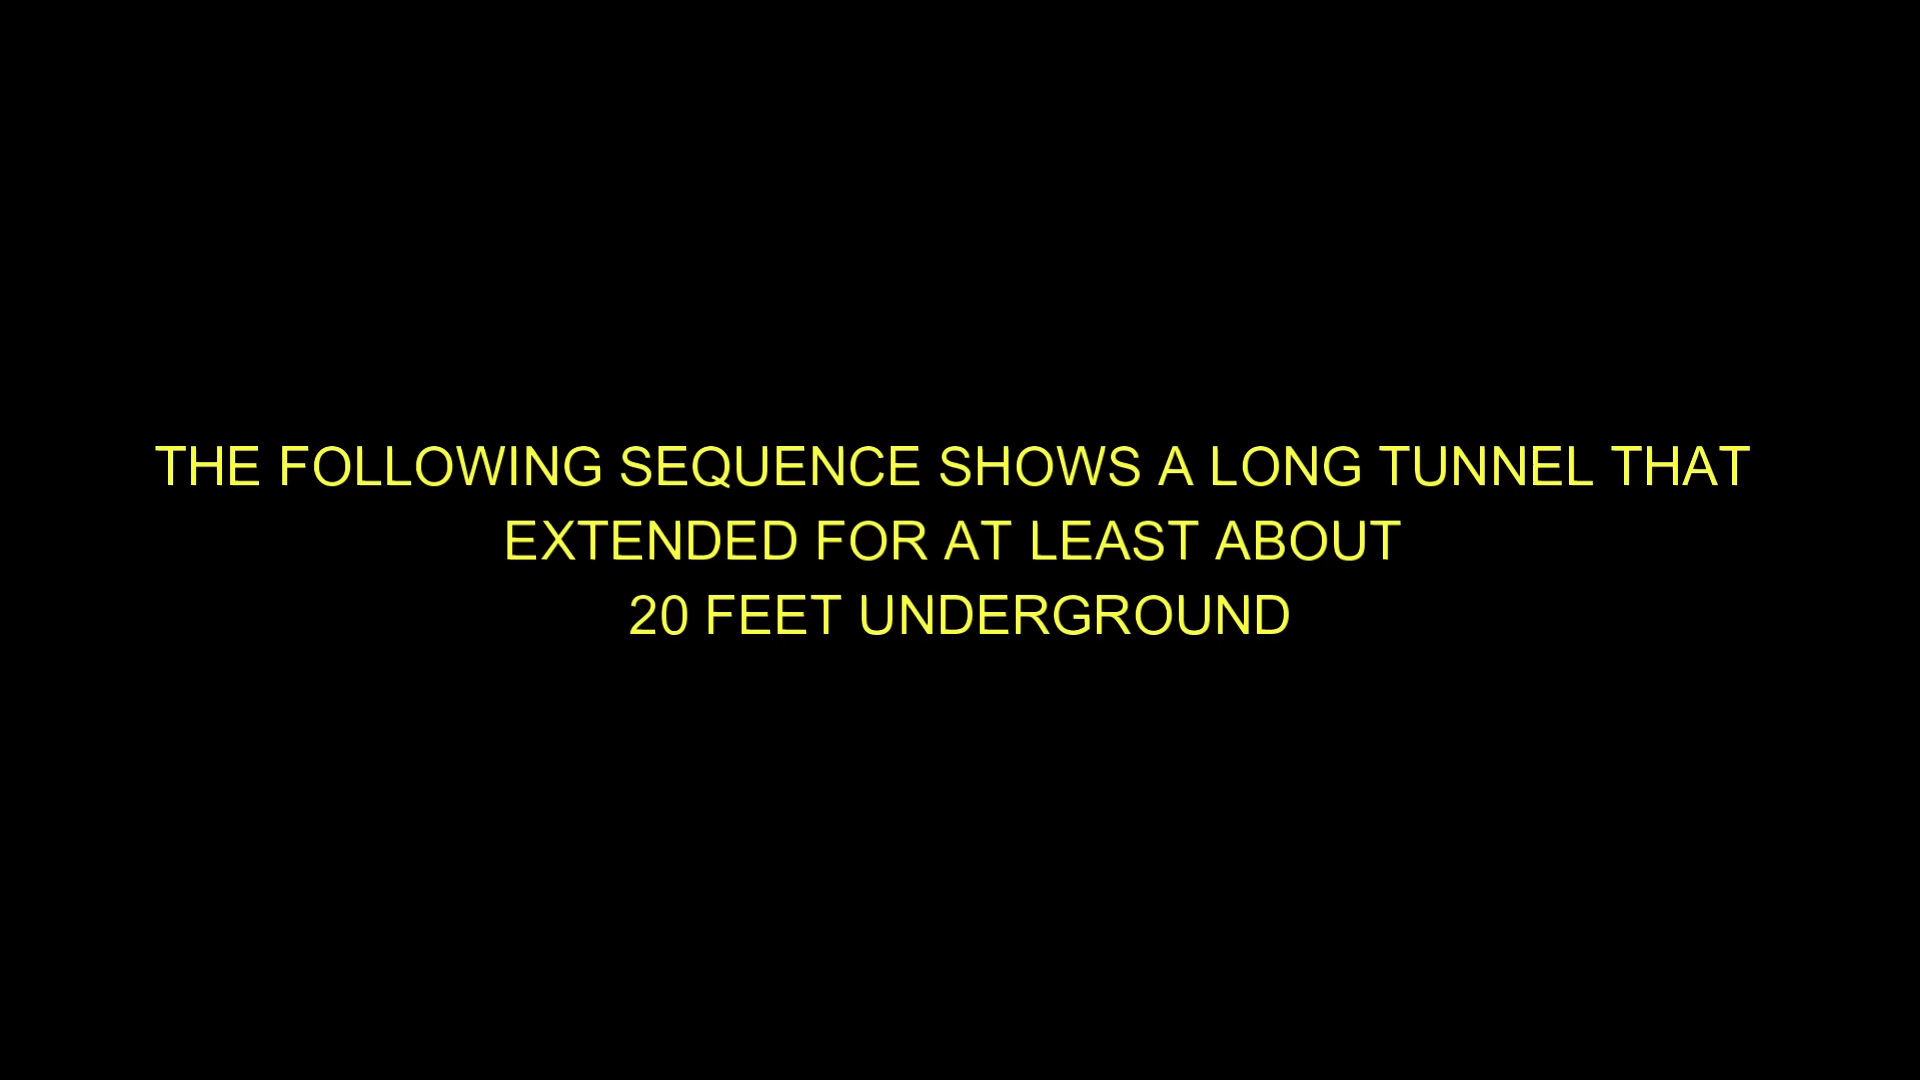 THE FOLLOWING SEQUENCE SHOWS A LONG TUNNEL THAT
EXTENDED FOR AT LEAST ABOUT
20 FEET UNDERGROUND